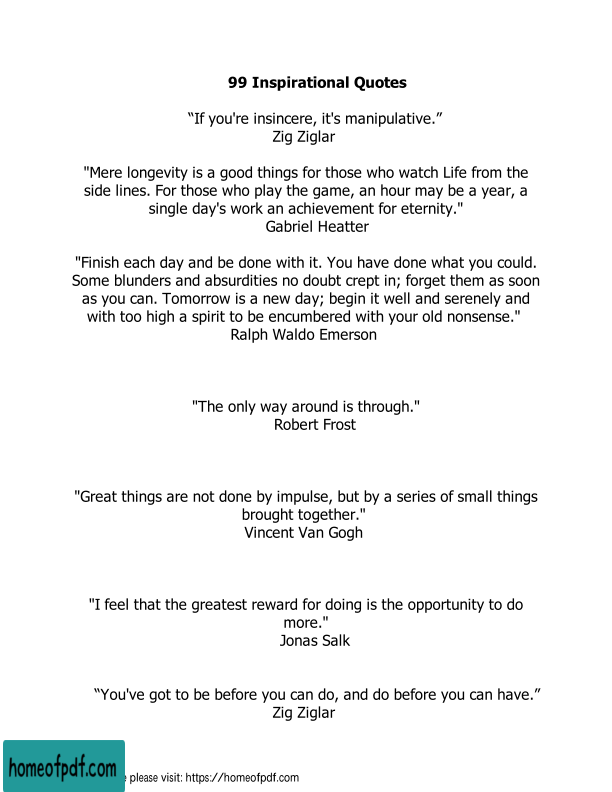 99 Inspirational Quotes
“If you're insincere, it's manipulative.”
Zig Ziglar
"Mere longevity is a good things for those who watch Life from the
side lines. For those who play the game, an hour may be a year, a
single day's work an achievement for eternity."
Gabriel Heatter
"Finish each day and be done with it. You have done what you could.
Some blunders and absurdities no doubt crept in; forget them as soon
as you can. Tomorrow is a new day; begin it well and serenely and
with too high a spirit to be encumbered with your old nonsense."
Ralph Waldo Emerson
"The only way around is through."
Robert Frost
"Great things are not done by impulse, but by a series of small things
brought together."
Vincent Van Gogh
"I feel that the greatest reward for doing is the opportunity to do
more."
Jonas Salk
“You've got to be before you can do, and do before you can have.”
Zig Ziglar
homeofpdf.com
please visit: https://homeofpdf.com